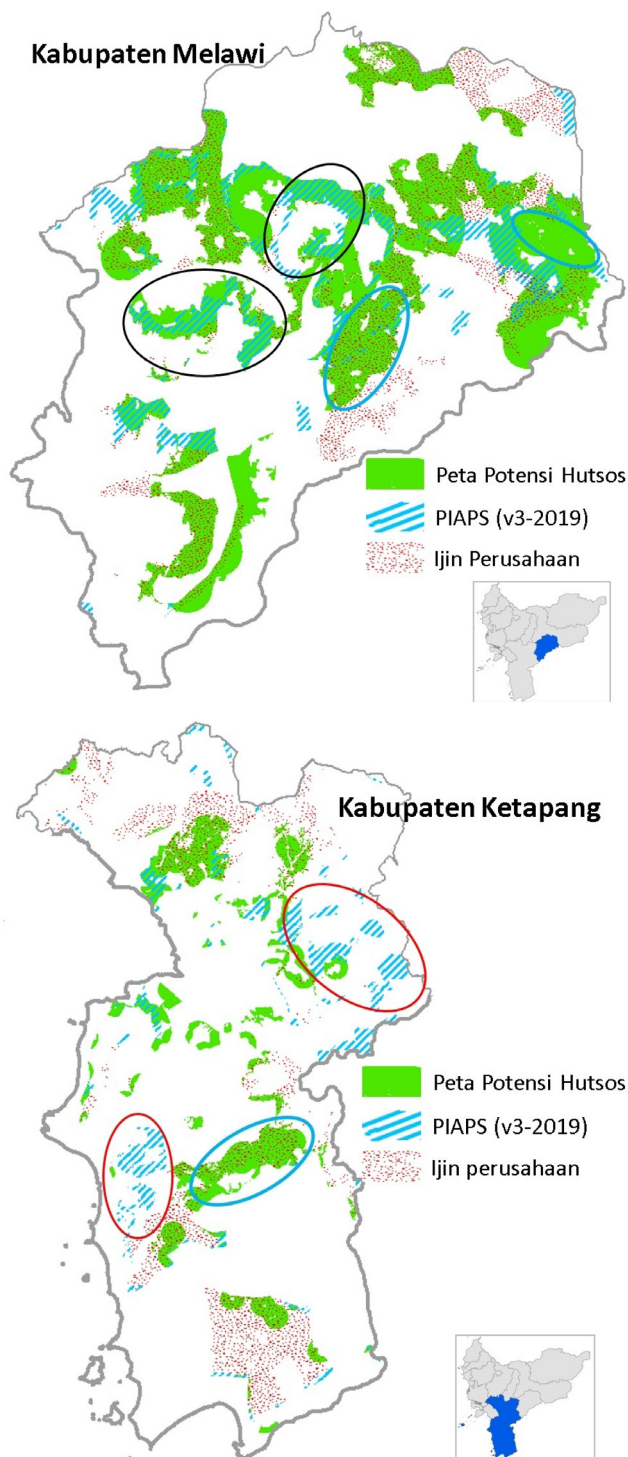 Kabupaten Melawi
Peta Potensi Hutsos
PIAPS (v3-2019)
Ijin Perusahaan
Kabupaten Ketapang
Peta Potensi Hutsos
PIAPS (v3-2019)
Ijin perusahaan